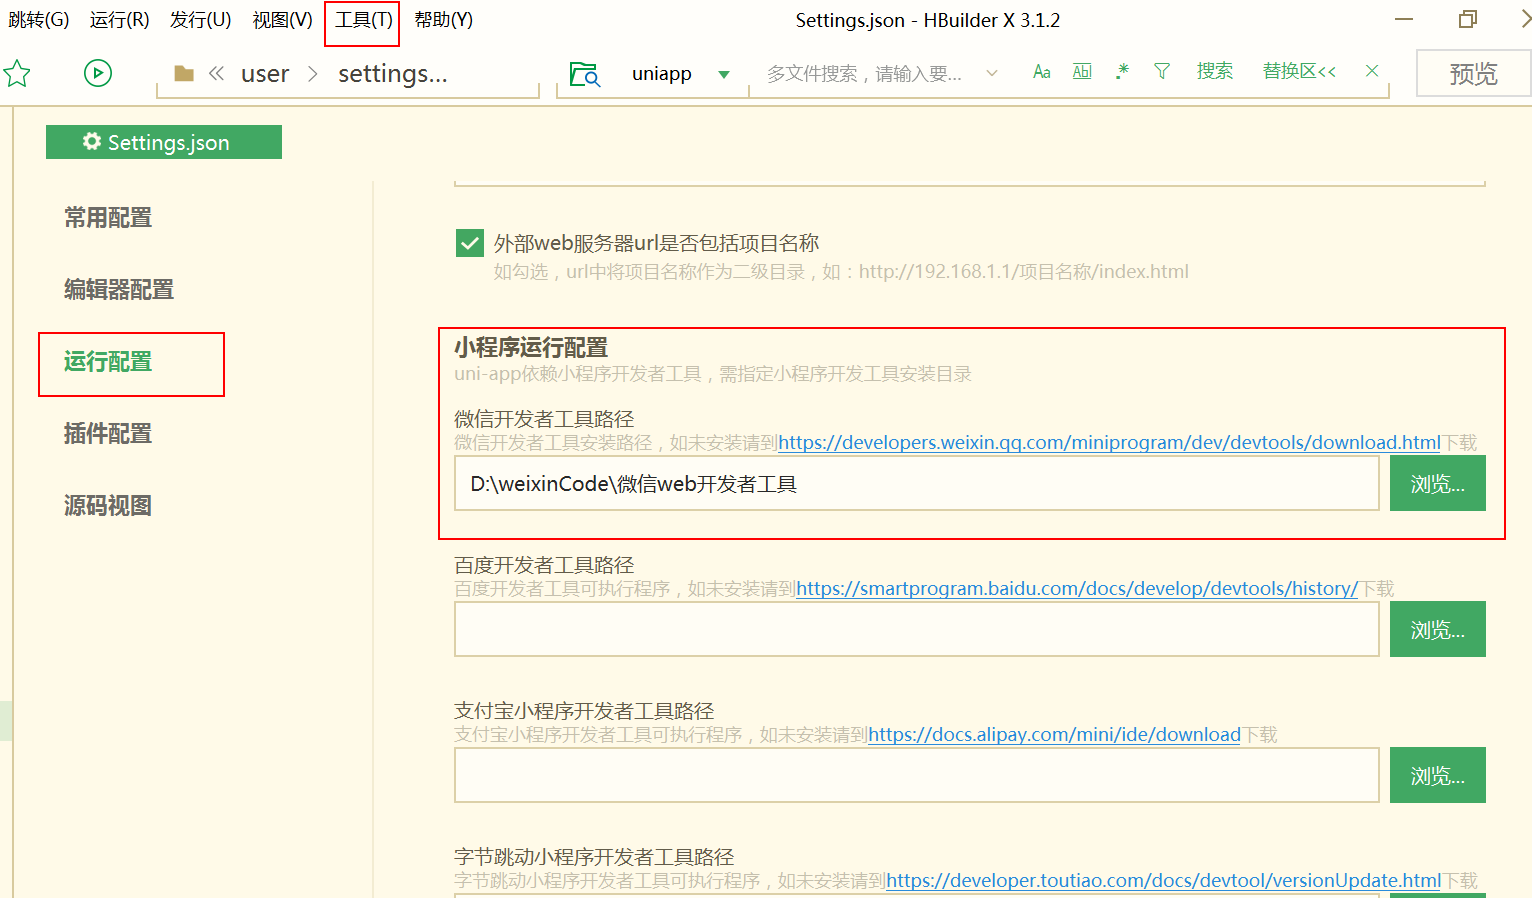 跳转(G) 运行(R) 发行(U) 视图(V) 工具(T) 帮助(Y) Settings.json - HBuilder X 3.1.2
user settings... uniapp 多文件搜索，请输入要... Aa Ab| .* 搜索 替换区<< 预览
Settings.json
常用配置
编辑器配置
运行配置
插件配置
源码视图
外部web服务器url是否包括项目名称
如勾选，url中将项目名称作为二级目录，如：http://192.168.1.1/项目名称/index.html
小程序运行配置
uni-app依赖小程序开发者工具，需指定小程序开发工具安装目录
微信开发者工具路径
微信开发者工具安装路径，如未安装请到https://developers.weixin.qq.com/miniprogram/dev/devtools/download.html下载
D:\weixinCode\微信web开发者工具 浏览...
百度开发者工具路径
百度开发者工具可执行程序，如未安装请到https://smartprogram.baidu.com/docs/develop/devtools/history/下载
浏览...
支付宝小程序开发者工具路径
支付宝小程序开发者工具可执行程序，如未安装请到https://docs.alipay.com/mini/ide/download下载
浏览...
字节跳动小程序开发者工具路径
字节跳动小程序开发者工具可执行程序，如未安装请到https://developer.toutiao.com/docs/devtool/versionUpdate.html下载